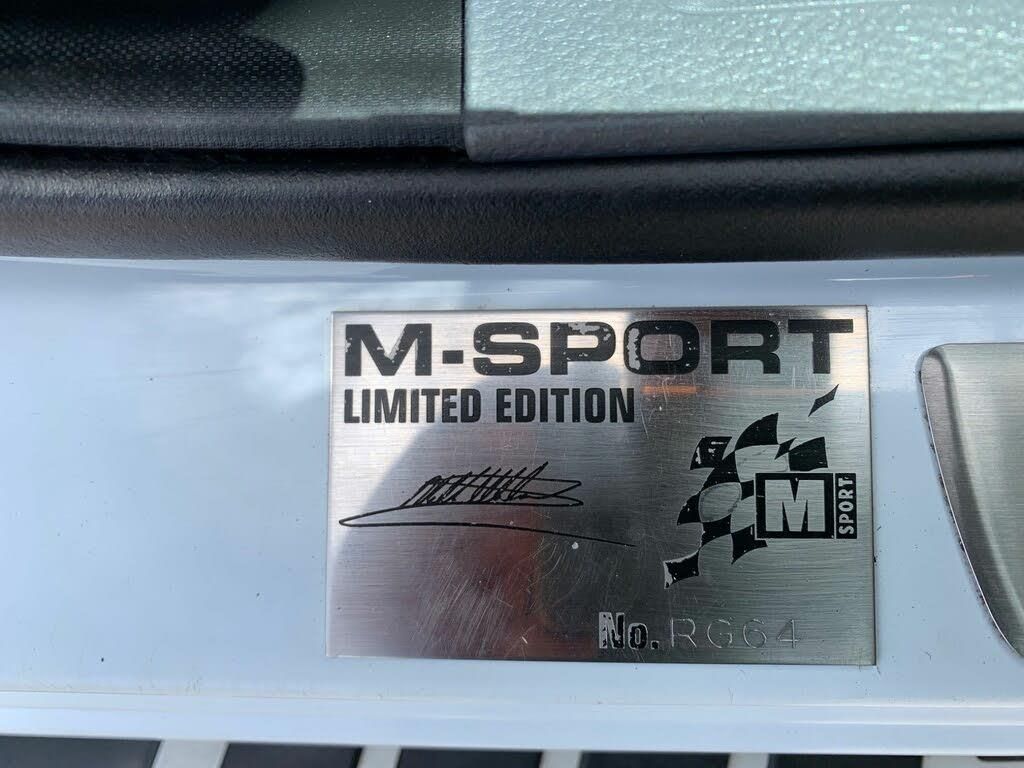 M-SPORT
LIMITED EDITION
M
SPORT
No. RG64